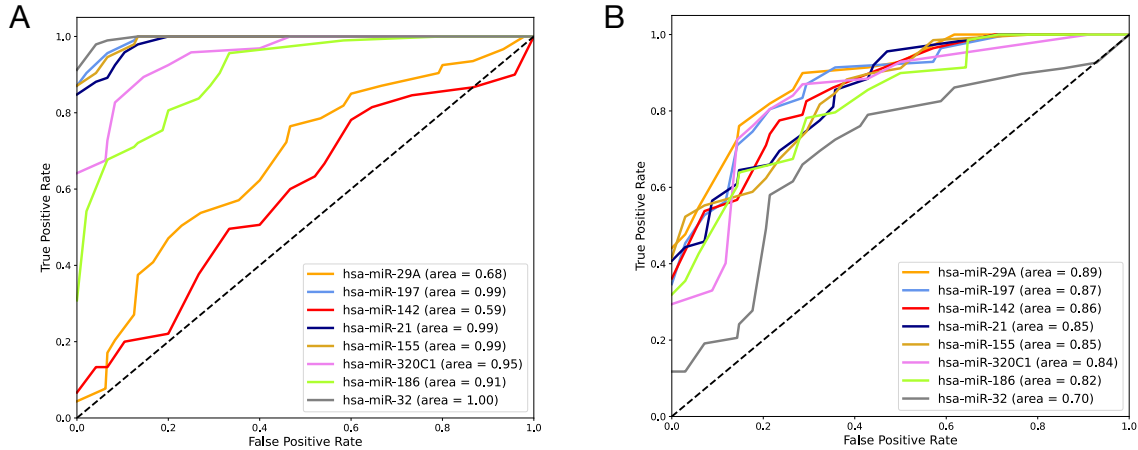 A
1.0
0.8
0.6
0.4
0.2
0.0
True Positive Rate
hsa-miR-29A (area = 0.68)
hsa-miR-197 (area = 0.99)
hsa-miR-142 (area = 0.59)
hsa-miR-21 (area = 0.99)
hsa-miR-155 (area = 0.99)
hsa-miR-320C1 (area = 0.95)
hsa-miR-186 (area = 0.91)
hsa-miR-32 (area = 1.00)
0.0 0.2 0.4 0.6 0.8 1.0
False Positive Rate
B
1.0
0.8
0.6
0.4
0.2
0.0
True Positive Rate
hsa-miR-29A (area = 0.89)
hsa-miR-197 (area = 0.87)
hsa-miR-142 (area = 0.86)
hsa-miR-21 (area = 0.85)
hsa-miR-155 (area = 0.85)
hsa-miR-320C1 (area = 0.84)
hsa-miR-186 (area = 0.82)
hsa-miR-32 (area = 0.70)
0.0 0.2 0.4 0.6 0.8 1.0
False Positive Rate